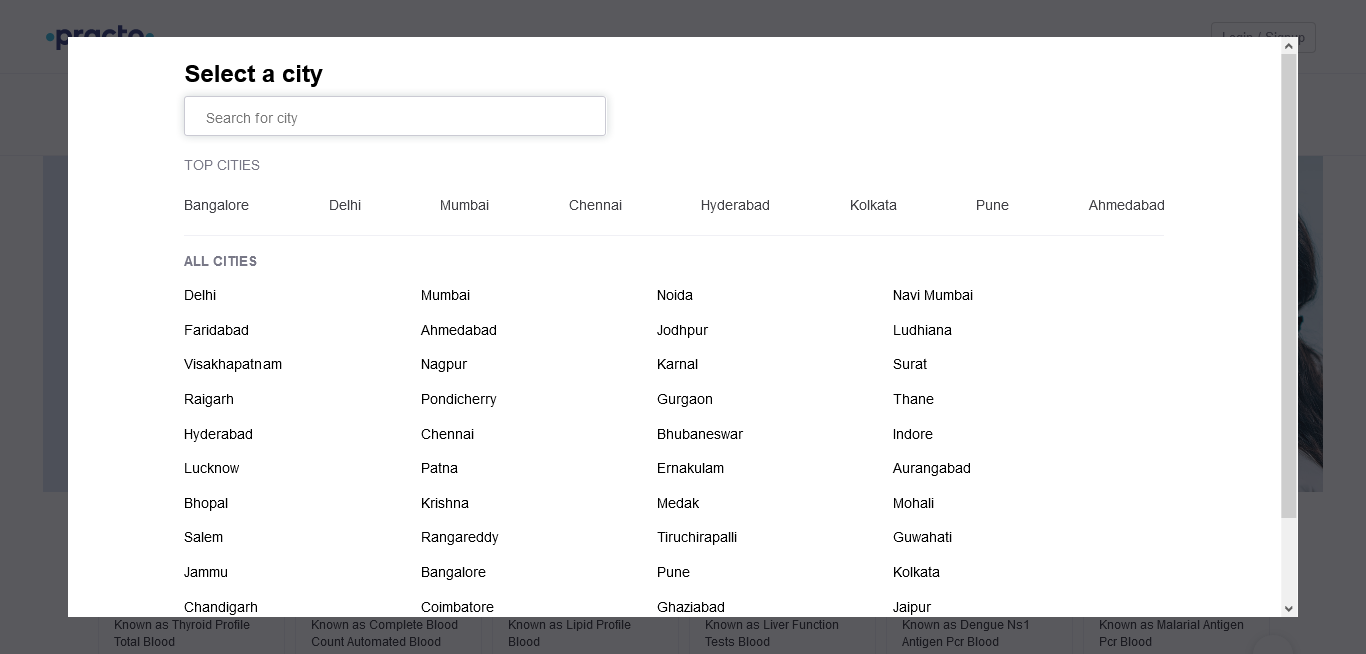 practo
Login / Signup
Select a city
Search for city
TOP CITIES
Bangalore Delhi Mumbai Chennai Hyderabad Kolkata Pune Ahmedabad
ALL CITIES
Delhi Mumbai Noida Navi Mumbai
Faridabad Ahmedabad Jodhpur Ludhiana
Visakhapatnam Nagpur Karnal Surat
Raigarh Pondicherry Gurgaon Thane
Hyderabad Chennai Bhubaneswar Indore
Lucknow Patna Ernakulam Aurangabad
Bhopal Krishna Medak Mohali
Salem Rangareddy Tiruchirapalli Guwahati
Jammu Bangalore Pune Kolkata
Chandigarh Coimbatore Ghaziabad Jaipur
Known as Thyroid Profile Known as Complete Blood Known as Lipid Profile Known as Liver Function Known as Dengue Ns1 Known as Malarial Antigen
Total Blood Count Automated Blood Blood Tests Blood Antigen Pcr Blood Pcr Blood